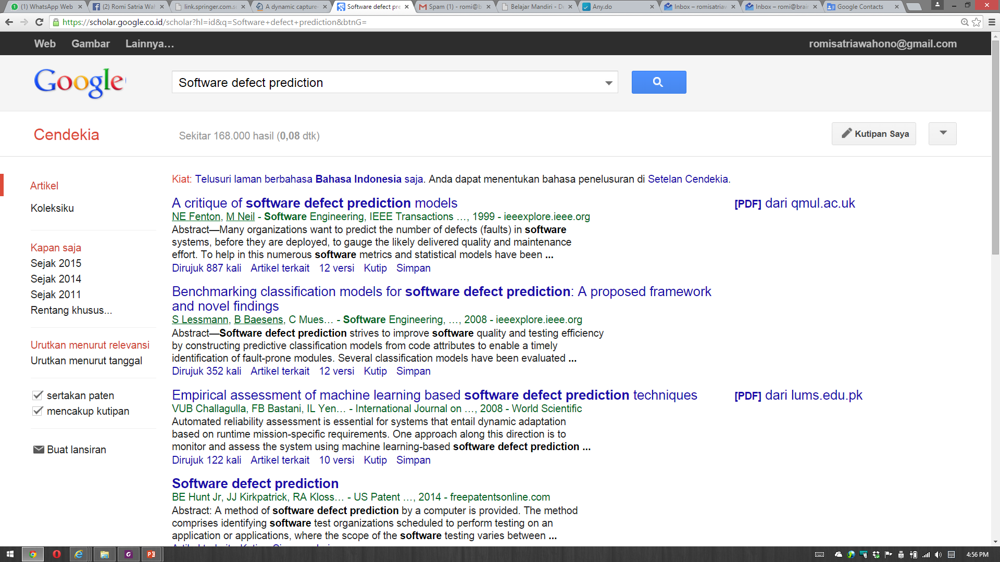 (1) WhatsApp Web
(2) Romi Satria Wah
link.springer.com.s
A dynamic capture-
Software defect pre
Spam (1) - romi@b
Belajar Mandiri - D
Any.do
Inbox – romisatriaw
Inbox – romi@brain
Google Contacts
https://scholar.google.co.id/scholar?hl=id&q=Software+defect+prediction&btnG=
Web Gambar Lainnya… romisatriawahono@gmail.com
Google
Software defect prediction
Cendekia
Sekitar 168.000 hasil (0,08 dtk)
Kutipan Saya
Artikel
Koleksiku
Kapan saja
Sejak 2015
Sejak 2014
Sejak 2011
Rentang khusus...
Urutkan menurut relevansi
Urutkan menurut tanggal
sertakan paten
mencakup kutipan
Buat lansiran
Kiat: Telusuri laman berbahasa Bahasa Indonesia saja. Anda dapat menentukan bahasa penelusuran di Setelan Cendekia.
A critique of software defect prediction models
[PDF] dari qmul.ac.uk
NE Fenton, M Neil - Software Engineering, IEEE Transactions …, 1999 - ieeexplore.ieee.org
Abstract—Many organizations want to predict the number of defects (faults) in software
systems, before they are deployed, to gauge the likely delivered quality and maintenance
effort. To help in this numerous software metrics and statistical models have been ...
Dirujuk 887 kali Artikel terkait 12 versi Kutip Simpan
Benchmarking classification models for software defect prediction: A proposed framework
and novel findings
S Lessmann, B Baesens, C Mues… - Software Engineering, …, 2008 - ieeexplore.ieee.org
Abstract—Software defect prediction strives to improve software quality and testing efficiency
by constructing predictive classification models from code attributes to enable a timely
identification of fault-prone modules. Several classification models have been evaluated ...
Dirujuk 352 kali Artikel terkait 12 versi Kutip Simpan
Empirical assessment of machine learning based software defect prediction techniques
[PDF] dari lums.edu.pk
VUB Challagulla, FB Bastani, IL Yen… - International Journal on …, 2008 - World Scientific
Automated reliability assessment is essential for systems that entail dynamic adaptation
based on runtime mission-specific requirements. One approach along this direction is to
monitor and assess the system using machine learning-based software defect prediction ...
Dirujuk 122 kali Artikel terkait 10 versi Kutip Simpan
Software defect prediction
BE Hunt Jr, JJ Kirkpatrick, RA Kloss… - US Patent …, 2014 - freepatentsonline.com
Abstract: A method of software defect prediction by a computer is provided. The method
comprises identifying software test organizations scheduled to perform testing on an
application or applications, where the scope of the software testing varies between ...
4:56 PM